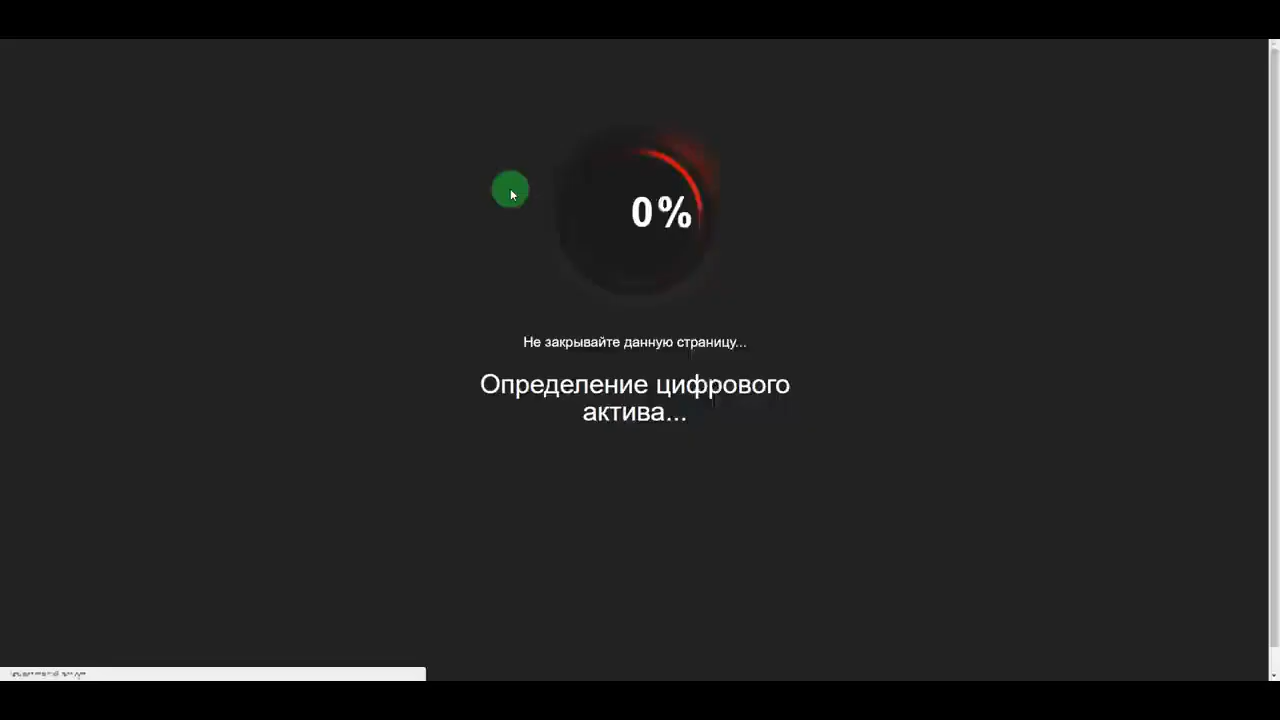 0%
Не закрывайте данную страницу...
Определение цифрового
актива...